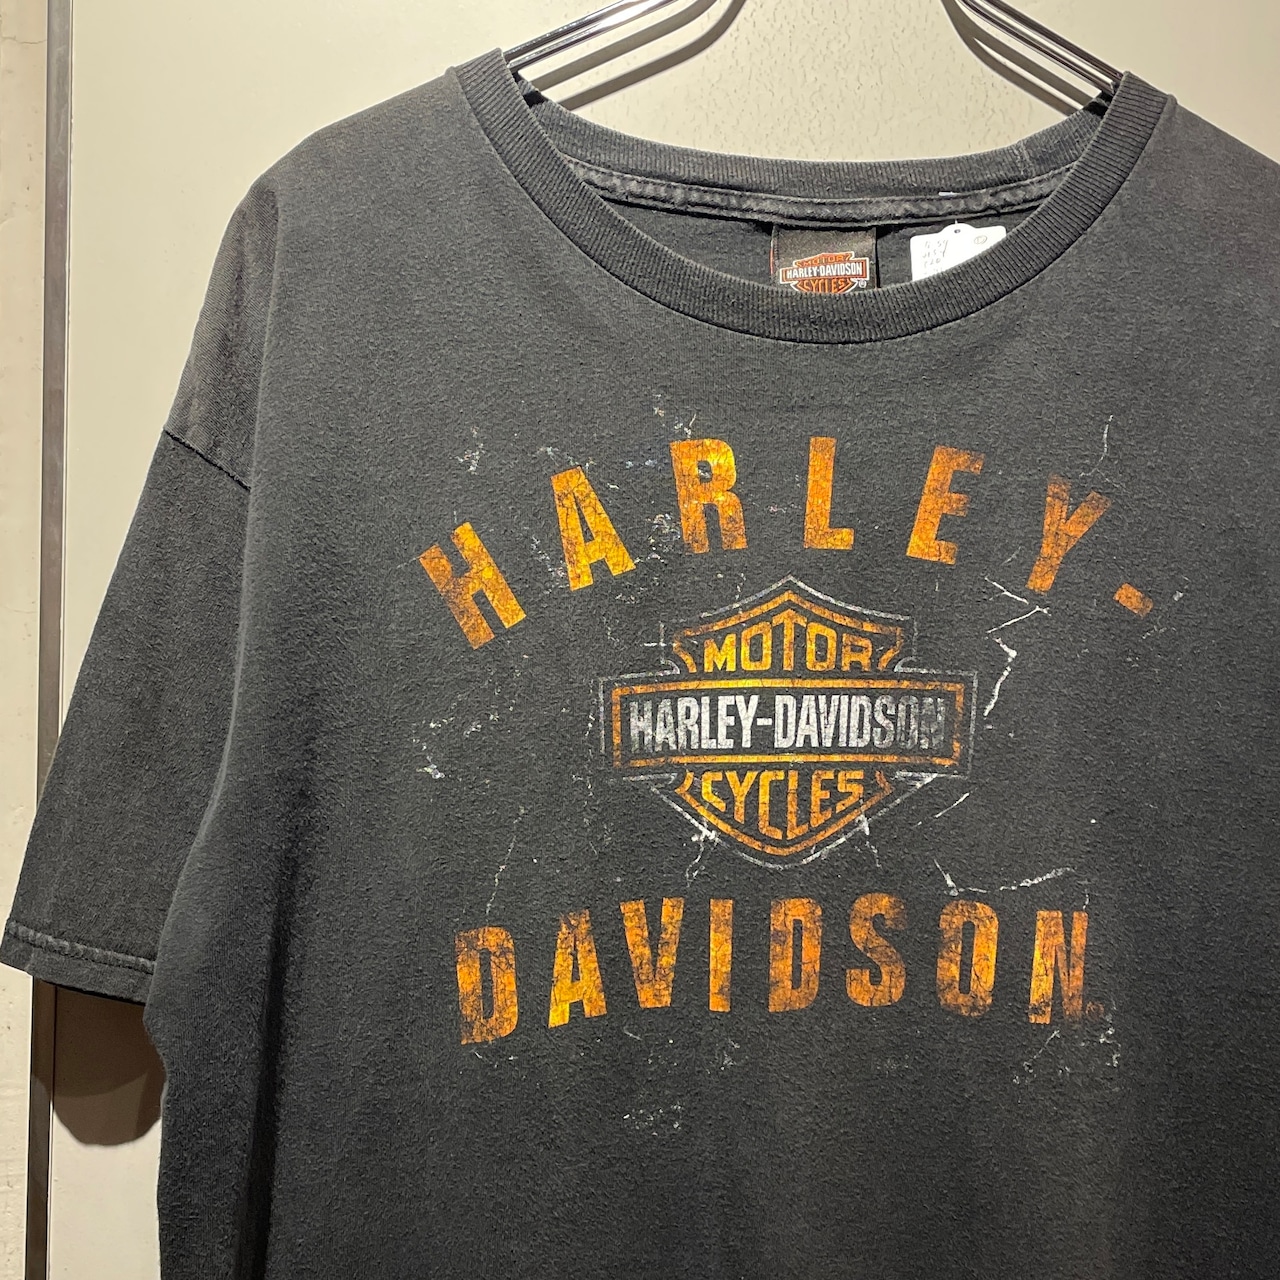 MOTOR
HARLEY-DAVIDSON
CYCLES
®
HARLEY-
MOTOR
HARLEY-DAVIDSON
CYCLES
DAVIDSON